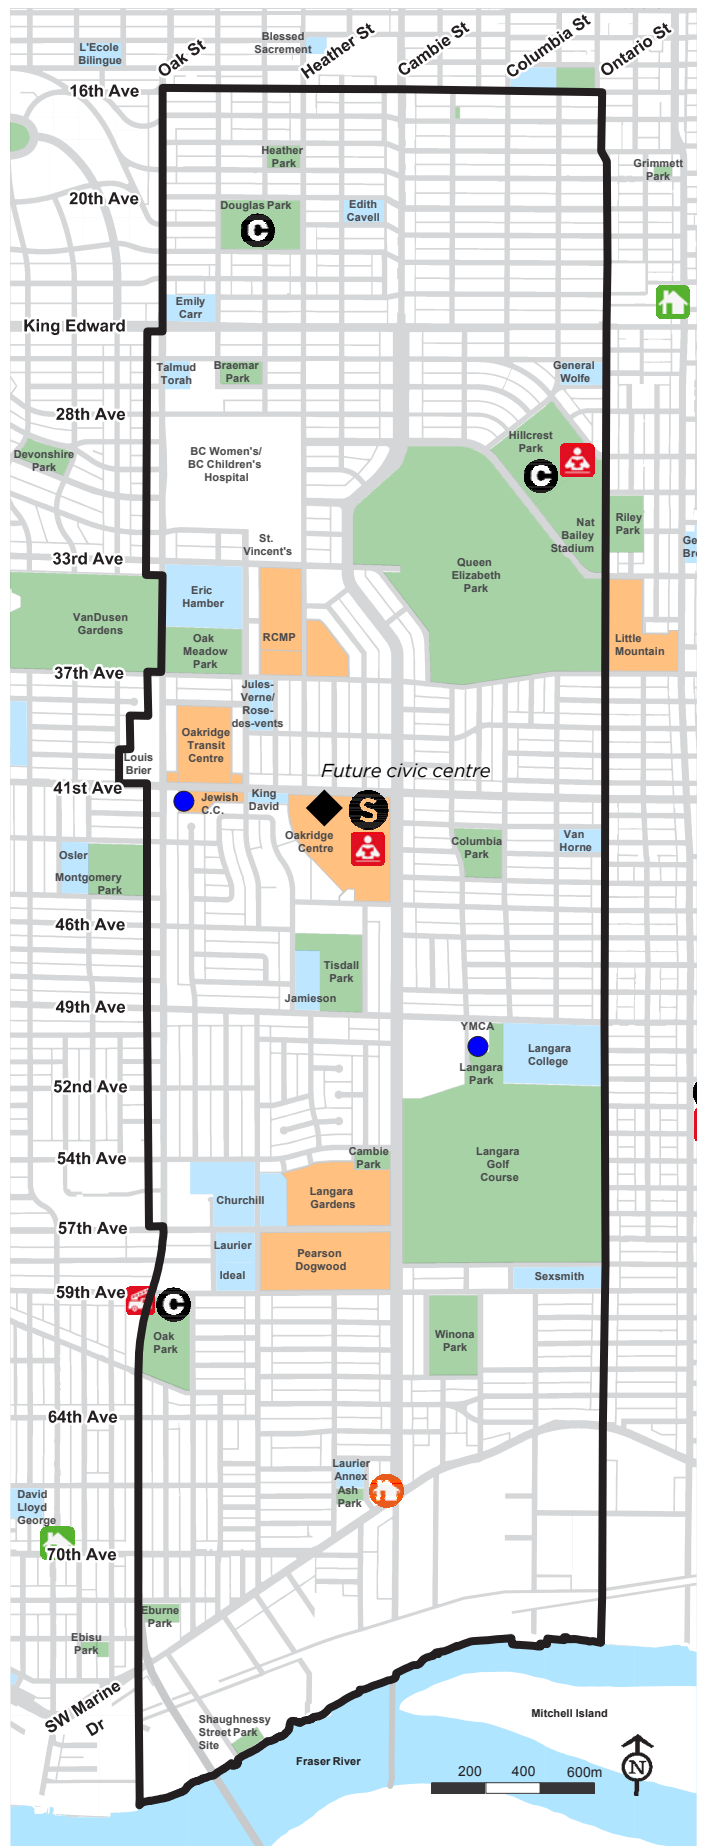 L'Ecole
Bilingue
Blessed
Sacrement
Oak St
Heather St
Cambie St
Columbia St
Ontario St
16th Ave
Heather
Park
Grimmett
Park
20th Ave
Douglas Park
C
Edith
Cavell
Emily
Carr
King Edward
Talmud
Torah
Braemar
Park
General
Wolfe
28th Ave
Hillcrest
Park
C
Devonshire
Park
BC Women's/
BC Children's
Hospital
Nat
Bailey
Stadium
Riley
Park
St.
Vincent's
33rd Ave
Queen
Elizabeth
Park
Eric
Hamber
VanDusen
Gardens
Oak
Meadow
Park
RCMP
Little
Mountain
37th Ave
Jules-
Verne/
Rose-
des-vents
Oakridge
Transit
Centre
Louis
Brier
Future civic centre
41st Ave
Jewish
C.C.
King
David
S
Oakridge
Centre
Columbia
Park
Van
Horne
Osler
Montgomery
Park
46th Ave
Tisdall
Park
Jamieson
49th Ave
YMCA
Langara
College
Langara
Park
52nd Ave
54th Ave
Cambie
Park
Langara
Golf
Course
Churchill
Langara
Gardens
57th Ave
Laurier
Pearson
Dogwood
Ideal
Sexsmith
59th Ave
C
Oak
Park
Winona
Park
64th Ave
Laurier
Annex
Ash
Park
David
Lloyd
George
70th Ave
Eburne
Park
Ebisu
Park
SW Marine
Dr
Shaughnessy
Street Park
Site
Mitchell Island
Fraser River
N
200 400 600m